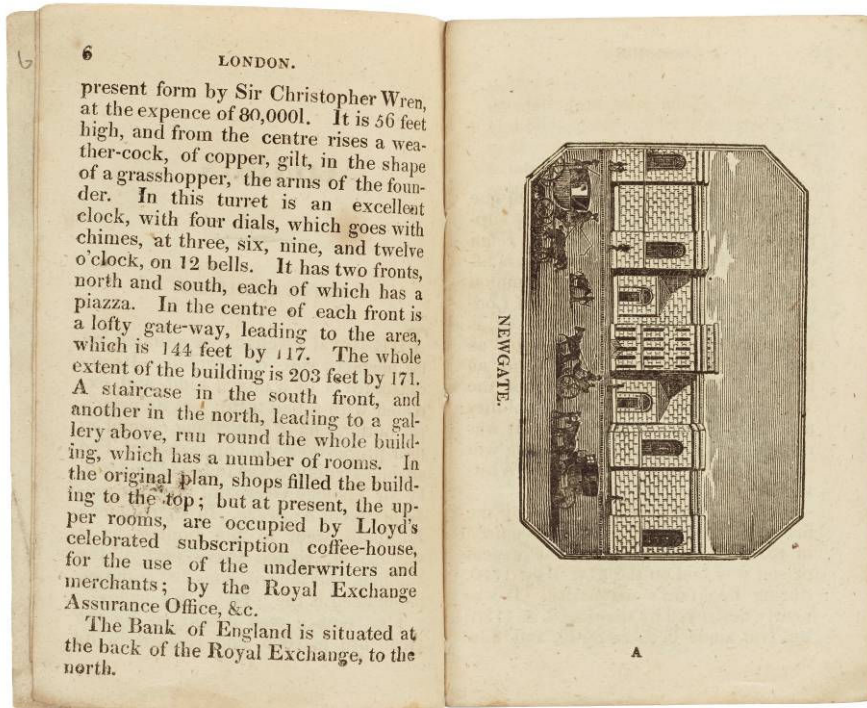 6
LONDON.
present form by Sir Christopher Wren,
at the expence of 80,000l. It is 56 feet
high, and from the centre rises a wea-
ther-cock, of copper, gilt, in the shape
of a grasshopper, the arms of the foun-
der. In this turret is an excellent
clock, with four dials, which goes with
chimes, at three, six, nine, and twelve
o'clock, on 12 bells. It has two fronts,
north and south, each of which has a
piazza. In the centre of each front is
a lofty gate-way, leading to the area,
which is 144 feet by 117. The whole
extent of the building is 203 feet by 171.
A staircase in the south front, and
another in the north, leading to a gal-
lery above, run round the whole build-
ing, which has a number of rooms. In
the original plan, shops filled the build-
ing to the top; but at present, the up-
per rooms, are occupied by Lloyd's
celebrated subscription coffee-house,
for the use of the underwriters and
merchants; by the Royal Exchange
Assurance Office, &c.
The Bank of England is situated at
the back of the Royal Exchange, to the
north.
6
NEWGATE.
A